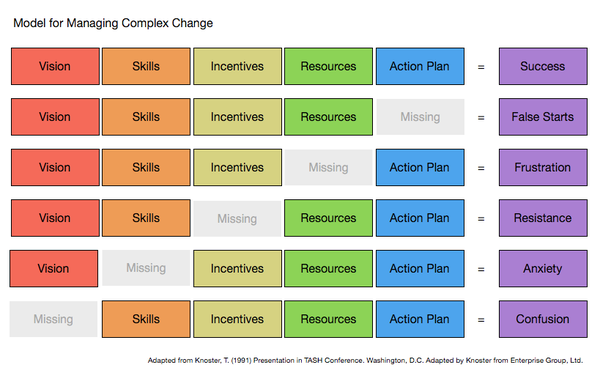 Model for Managing Complex Change
Vision Skills Incentives Resources Action Plan = Success
Vision Skills Incentives Resources Missing = False Starts
Vision Skills Incentives Missing Action Plan = Frustration
Vision Skills Missing Resources Action Plan = Resistance
Vision Missing Incentives Resources Action Plan = Anxiety
Missing Skills Incentives Resources Action Plan = Confusion
Adapted from Knoster, T. (1991) Presentation in TASH Conference. Washington, D.C. Adapted by Knoster from Enterprise Group, Ltd.